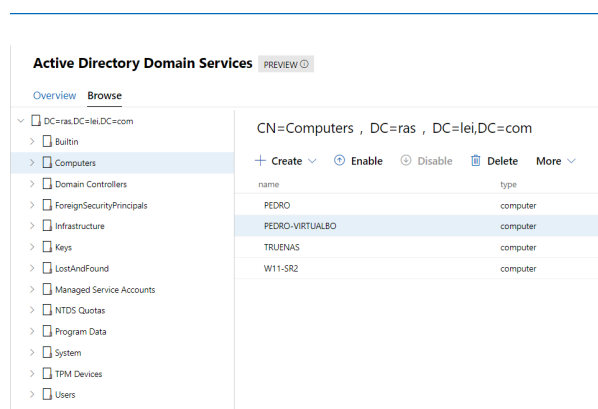 Active Directory Domain Services PREVIEW
Overview Browse
DC=ras,DC=lei,DC=com
Builtin
Computers
Domain Controllers
ForeignSecurityPrincipals
Infrastructure
Keys
LostAndFound
Managed Service Accounts
NTDS Quotas
Program Data
System
TPM Devices
Users
CN=Computers , DC=ras , DC=lei,DC=com
Create Enable Disable Delete More
name type
PEDRO computer
PEDRO-VIRTUALBO computer
TRUENAS computer
W11-SR2 computer